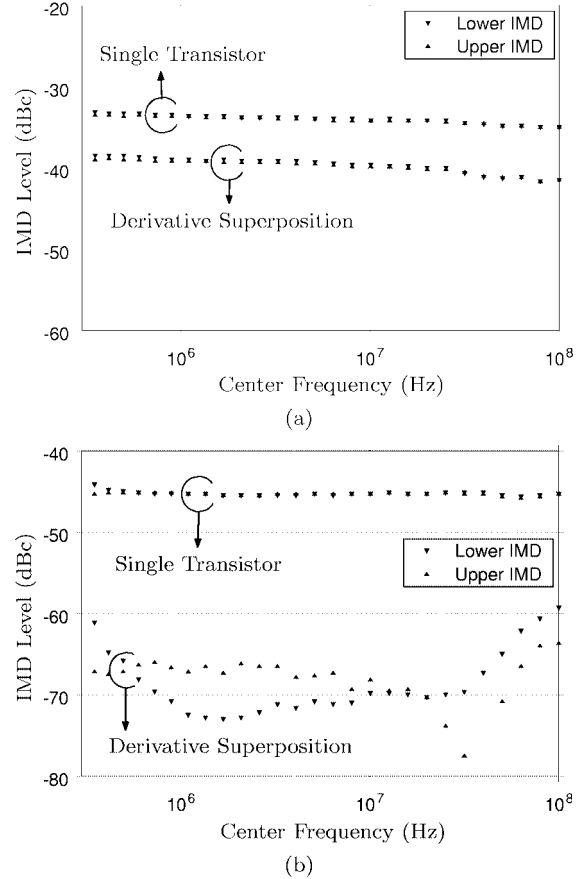 -20
Lower IMD
Upper IMD
Single Transistor
-30
IMD Level (dBc)
-40
Derivative Superposition
-50
-60
10^6
10^7
10^8
Center Frequency (Hz)
(a)
-40
-50
Single Transistor
Lower IMD
Upper IMD
IMD Level (dBc)
-60
-70
Derivative Superposition
-80
10^6
10^7
10^8
Center Frequency (Hz)
(b)